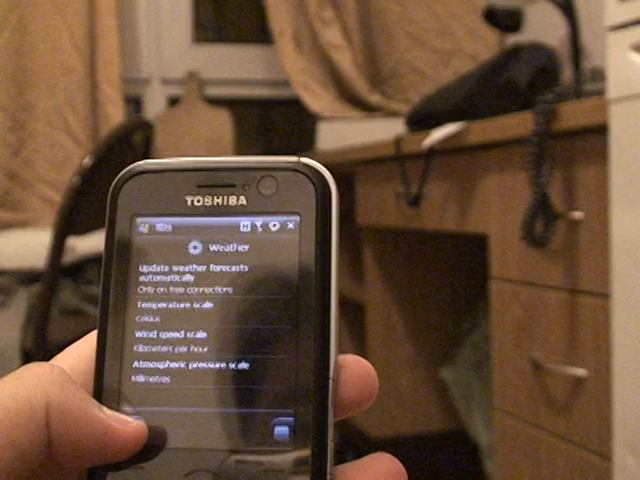 TOSHIBA
H
Weather
Update weather forecasts
automatically
Only on free connections
Temperature scale
Celsius
Wind speed scale
Kilometers per hour
Atmospheric pressure scale
Millimetres